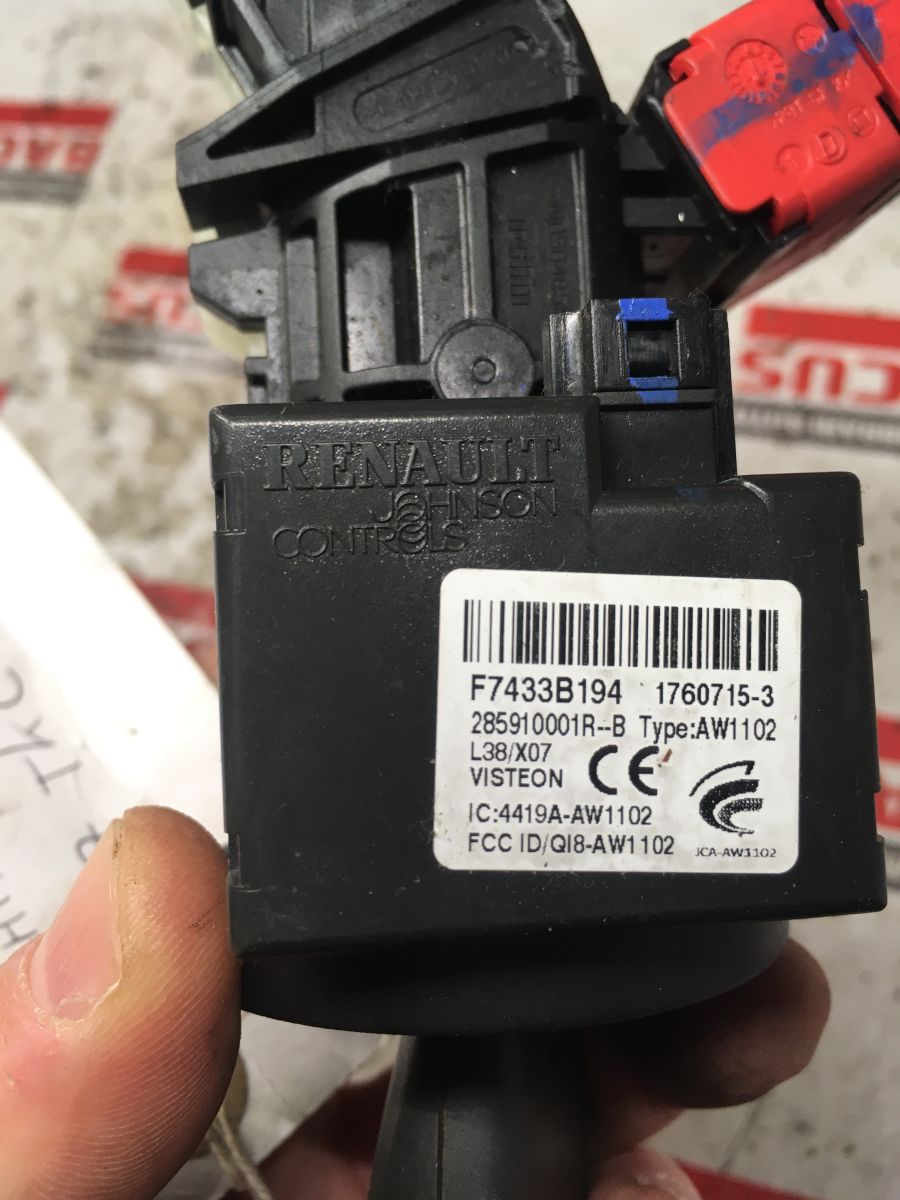 RENAULT
JOHNSON
CONTROLS
F7433B194 1760715-3
285910001R--B Type:AW1102
L38/X07
VISTEON
CE
IC:4419A-AW1102
FCC ID/QI8-AW1102
JCA-AW1102